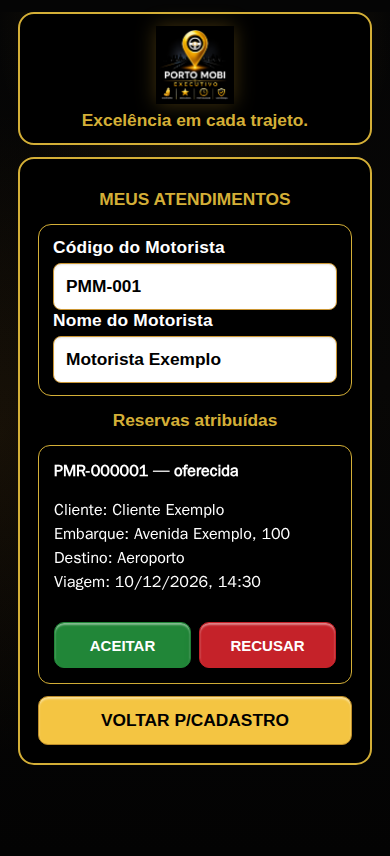 PORTO MOBI
EXECUTIVO
Excelência em cada trajeto.
MEUS ATENDIMENTOS
Código do Motorista
PMM-001
Nome do Motorista
Motorista Exemplo
Reservas atribuídas
PMR-000001 — oferecida
Cliente: Cliente Exemplo
Embarque: Avenida Exemplo, 100
Destino: Aeroporto
Viagem: 10/12/2026, 14:30
ACEITAR
RECUSAR
VOLTAR P/CADASTRO